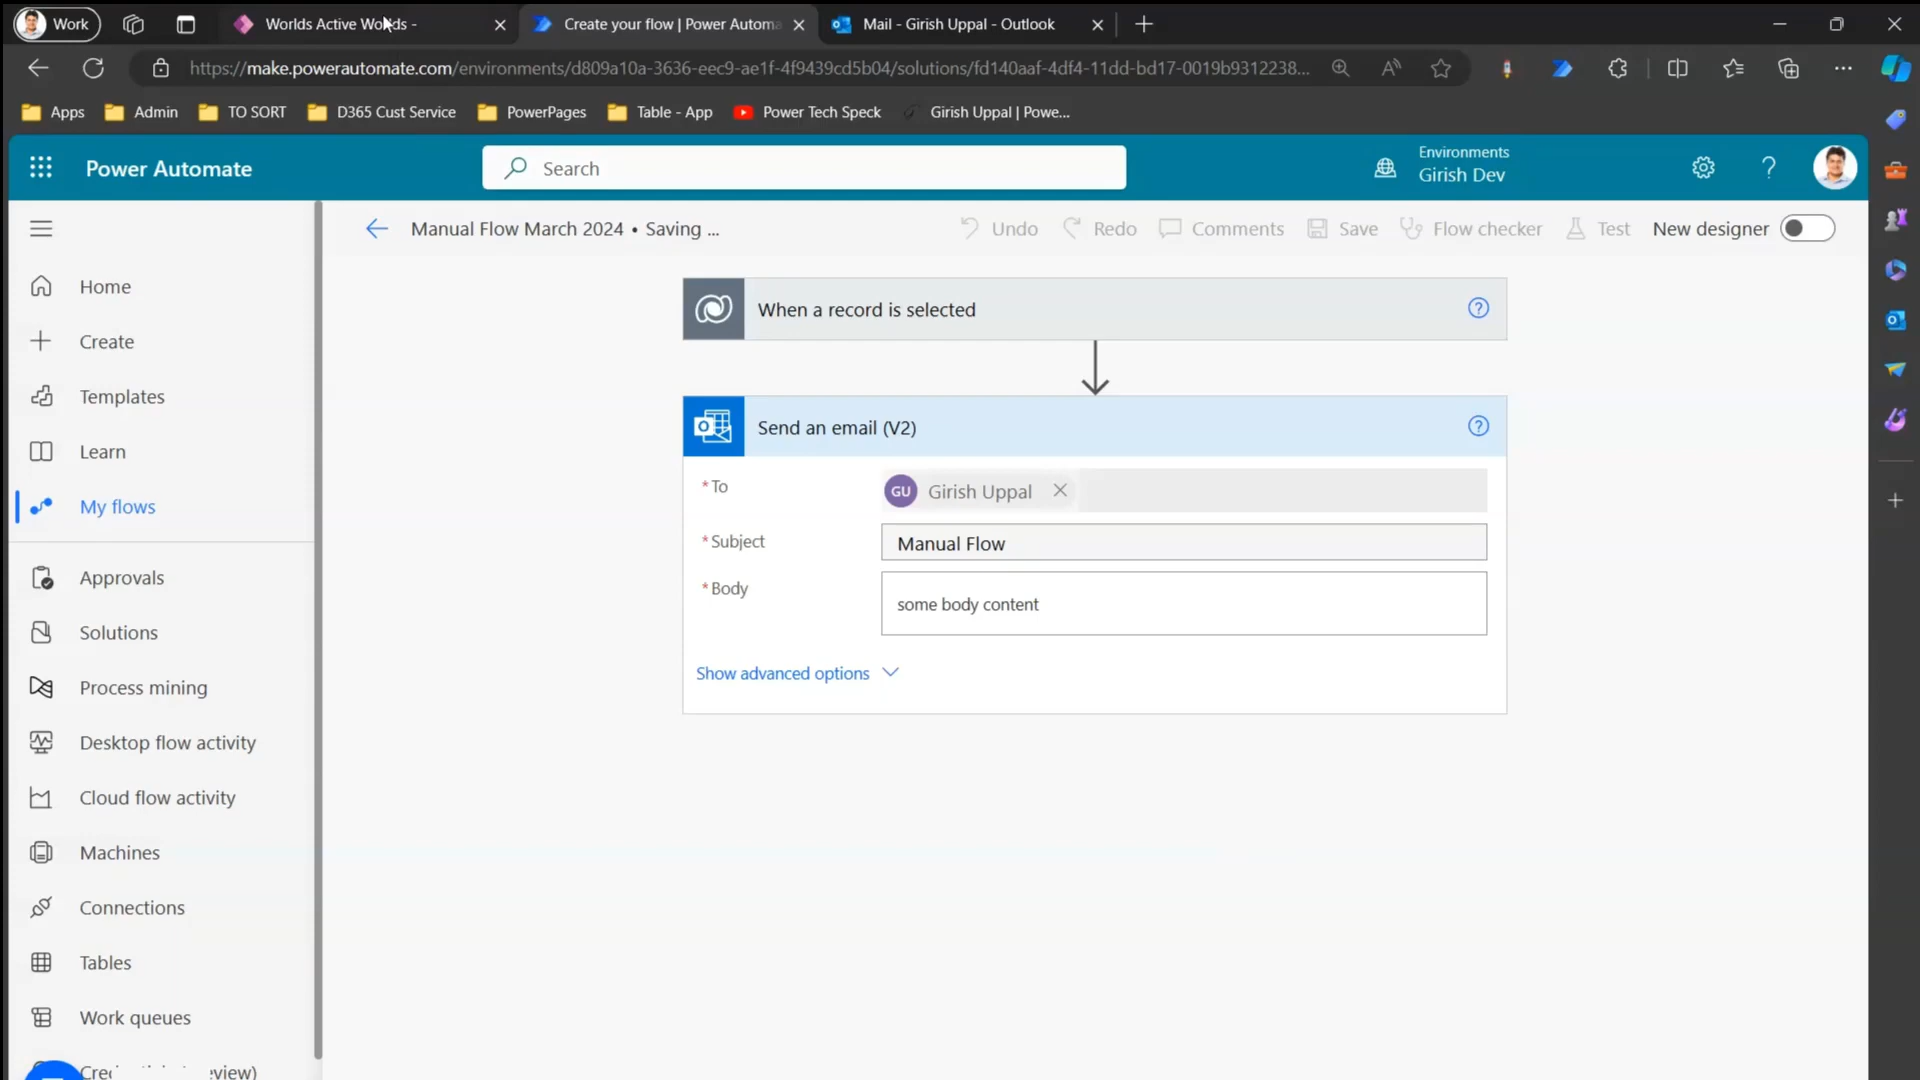 Work
Worlds Active Worlds -
Create your flow | Power Automa
Mail - Girish Uppal - Outlook
https://make.powerautomate.com/environments/d809a10a-3636-eec9-ae1f-4f9439cd5b04/solutions/fd140aaf-4df4-11dd-bd17-0019b9312238...
Apps
Admin
TO SORT
D365 Cust Service
PowerPages
Table - App
Power Tech Speck
Girish Uppal | Powe...
Power Automate
Search
Environments
Girish Dev
Manual Flow March 2024 • Saving ...
Undo
Redo
Comments
Save
Flow checker
Test
New designer
Home
Create
Templates
Learn
My flows
Approvals
Solutions
Process mining
Desktop flow activity
Cloud flow activity
Machines
Connections
Tables
Work queues
When a record is selected
Send an email (V2)
* To
GU Girish Uppal
* Subject
Manual Flow
* Body
some body content
Show advanced options